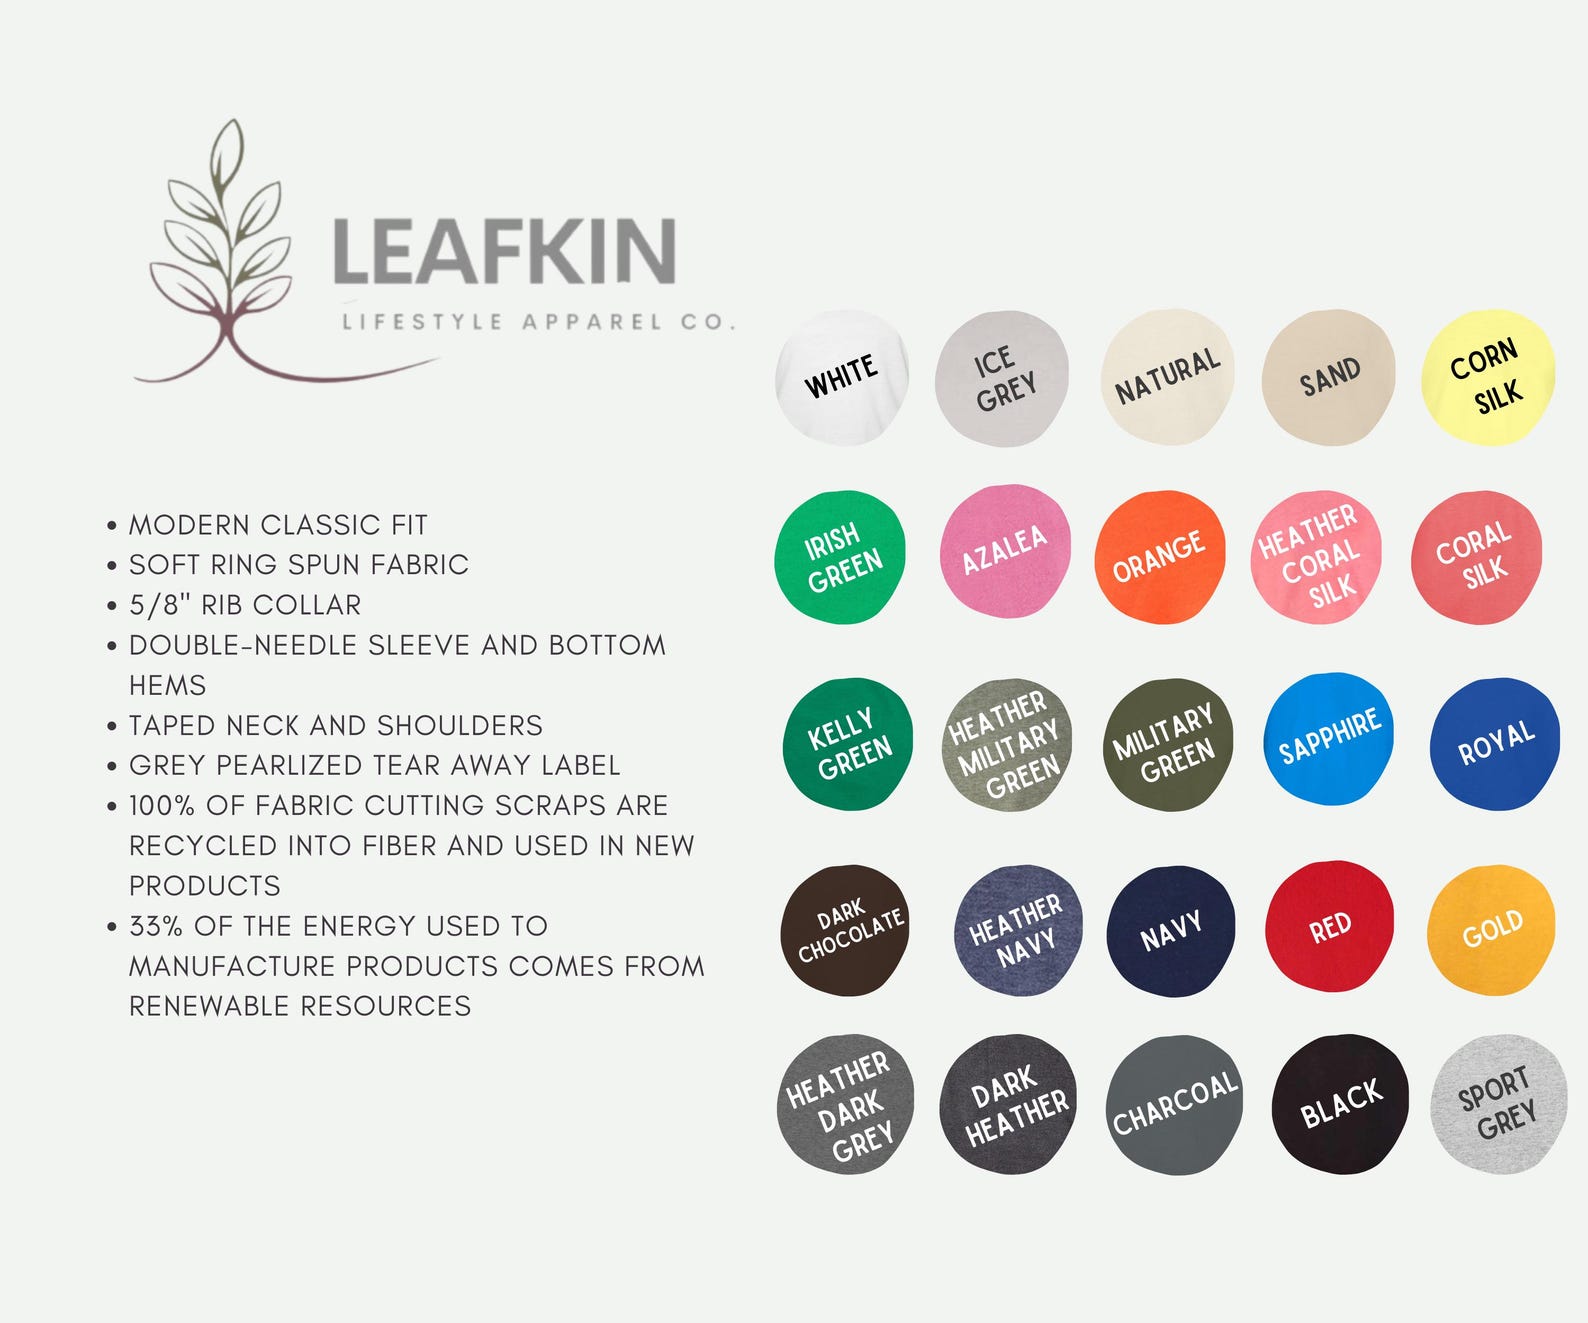 LEAFKIN
LIFESTYLE APPAREL CO.
• MODERN CLASSIC FIT
• SOFT RING SPUN FABRIC
• 5/8" RIB COLLAR
• DOUBLE-NEEDLE SLEEVE AND BOTTOM
HEMS
• TAPED NECK AND SHOULDERS
• GREY PEARLIZED TEAR AWAY LABEL
• 100% OF FABRIC CUTTING SCRAPS ARE
RECYCLED INTO FIBER AND USED IN NEW
PRODUCTS
• 33% OF THE ENERGY USED TO
MANUFACTURE PRODUCTS COMES FROM
RENEWABLE RESOURCES
WHITE
ICE
GREY
NATURAL
SAND
CORN
SILK
IRISH
GREEN
AZALEA
ORANGE
HEATHER
CORAL
SILK
CORAL
SILK
KELLY
GREEN
HEATHER
MILITARY
GREEN
MILITARY
GREEN
SAPPHIRE
ROYAL
DARK
CHOCOLATE
HEATHER
NAVY
NAVY
RED
GOLD
HEATHER
DARK
GREY
DARK
HEATHER
CHARCOAL
BLACK
SPORT
GREY